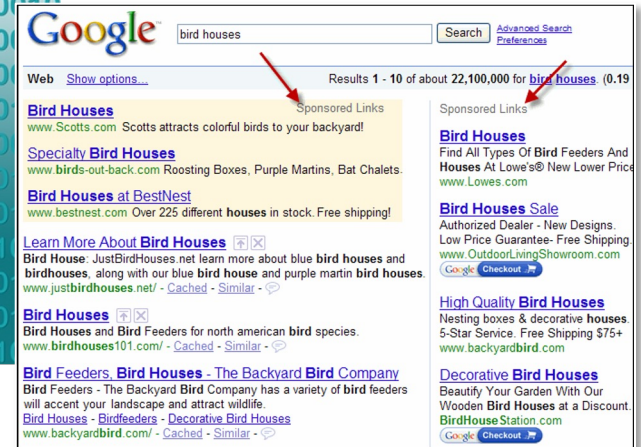 Google
bird houses
Search
Advanced Search
Preferences
Web Show options...
Results 1 - 10 of about 22,100,000 for bird houses. (0.19
Sponsored Links
Bird Houses
www.Scotts.com Scotts attracts colorful birds to your backyard!
Specialty Bird Houses
www.birds-out-back.com Roosting Boxes, Purple Martins, Bat Chalets.
Bird Houses at BestNest
www.bestnest.com Over 225 different houses in stock. Free shipping!
Learn More About Bird Houses
Bird House: JustBirdHouses.net learn more about blue bird houses and
birdhouses, along with our blue bird house and purple martin bird houses.
www.justbirdhouses.net/ - Cached - Similar -
Bird Houses
Bird Houses and Bird Feeders for north american bird species.
www.birdhouses101.com/ - Cached - Similar -
Bird Feeders, Bird Houses - The Backyard Bird Company
Bird Feeders - The Backyard Bird Company has a variety of bird feeders
will accent your landscape and attract wildlife.
Bird Houses - Birdfeeders - Decorative Bird Houses
www.backyardbird.com/ - Cached - Similar -
Sponsored Links
Bird Houses
Find All Types Of Bird Feeders And
Houses At Lowe's® New Lower Price
www.Lowes.com
Bird Houses Sale
Authorized Dealer - New Designs.
Low Price Guarantee- Free Shipping.
www.OutdoorLivingShowroom.com
Google Checkout
High Quality Bird Houses
Nesting boxes & decorative houses.
5-Star Service. Free Shipping $75+
www.backyardbird.com
Decorative Bird Houses
Beautify Your Garden With Our
Wooden Bird Houses at a Discount.
BirdHouseStation.com
Google Checkout